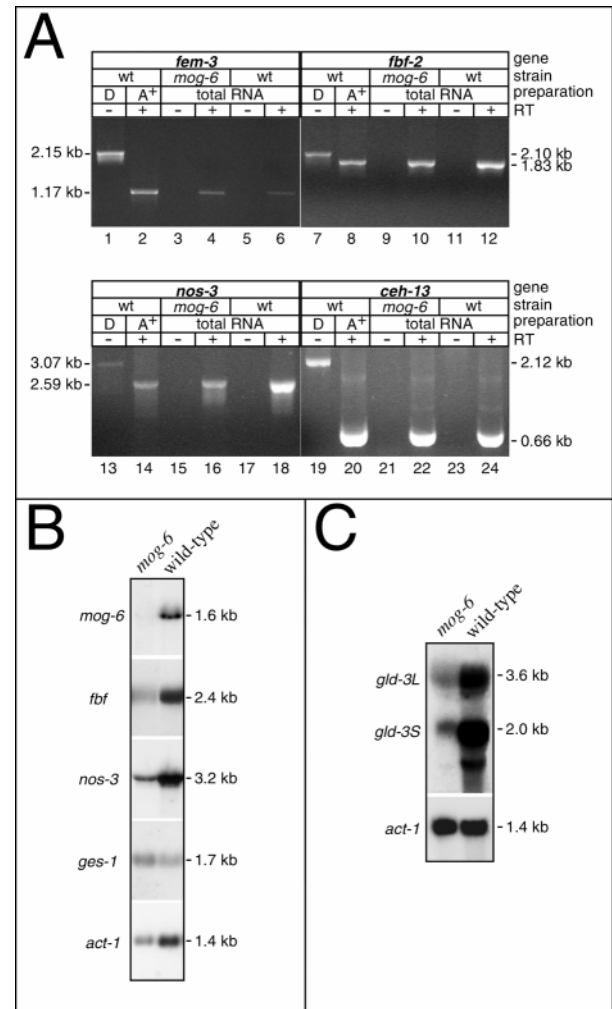 A
fem-3 fbf-2 gene
wt mog-6 wt wt mog-6 wt strain
D A+ total RNA D A+ total RNA preparation
- + - + - + - + - + - + RT
2.15 kb- -2.10 kb
-1.83 kb
1.17 kb-
1 2 3 4 5 6 7 8 9 10 11 12
nos-3 ceh-13 gene
wt mog-6 wt wt mog-6 wt strain
D A+ total RNA D A+ total RNA preparation
- + - + - + - + - + - + RT
3.07 kb- -2.12 kb
2.59 kb-
-0.66 kb
13 14 15 16 17 18 19 20 21 22 23 24
B
mog-6 wild-type
mog-6 -1.6 kb
fbf -2.4 kb
nos-3 -3.2 kb
ges-1 -1.7 kb
act-1 -1.4 kb
C
mog-6 wild-type
gld-3L -3.6 kb
gld-3S -2.0 kb
act-1 -1.4 kb